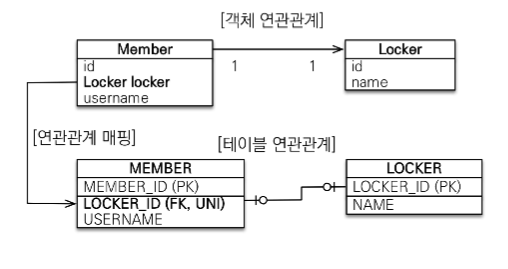 [객체 연관관계]
Member
id
Locker locker
username
1
1
Locker
id
name
[연관관계 매핑]
[테이블 연관관계]
MEMBER
MEMBER_ID (PK)
LOCKER_ID (FK, UNI)
USERNAME
LOCKER
LOCKER_ID (PK)
NAME